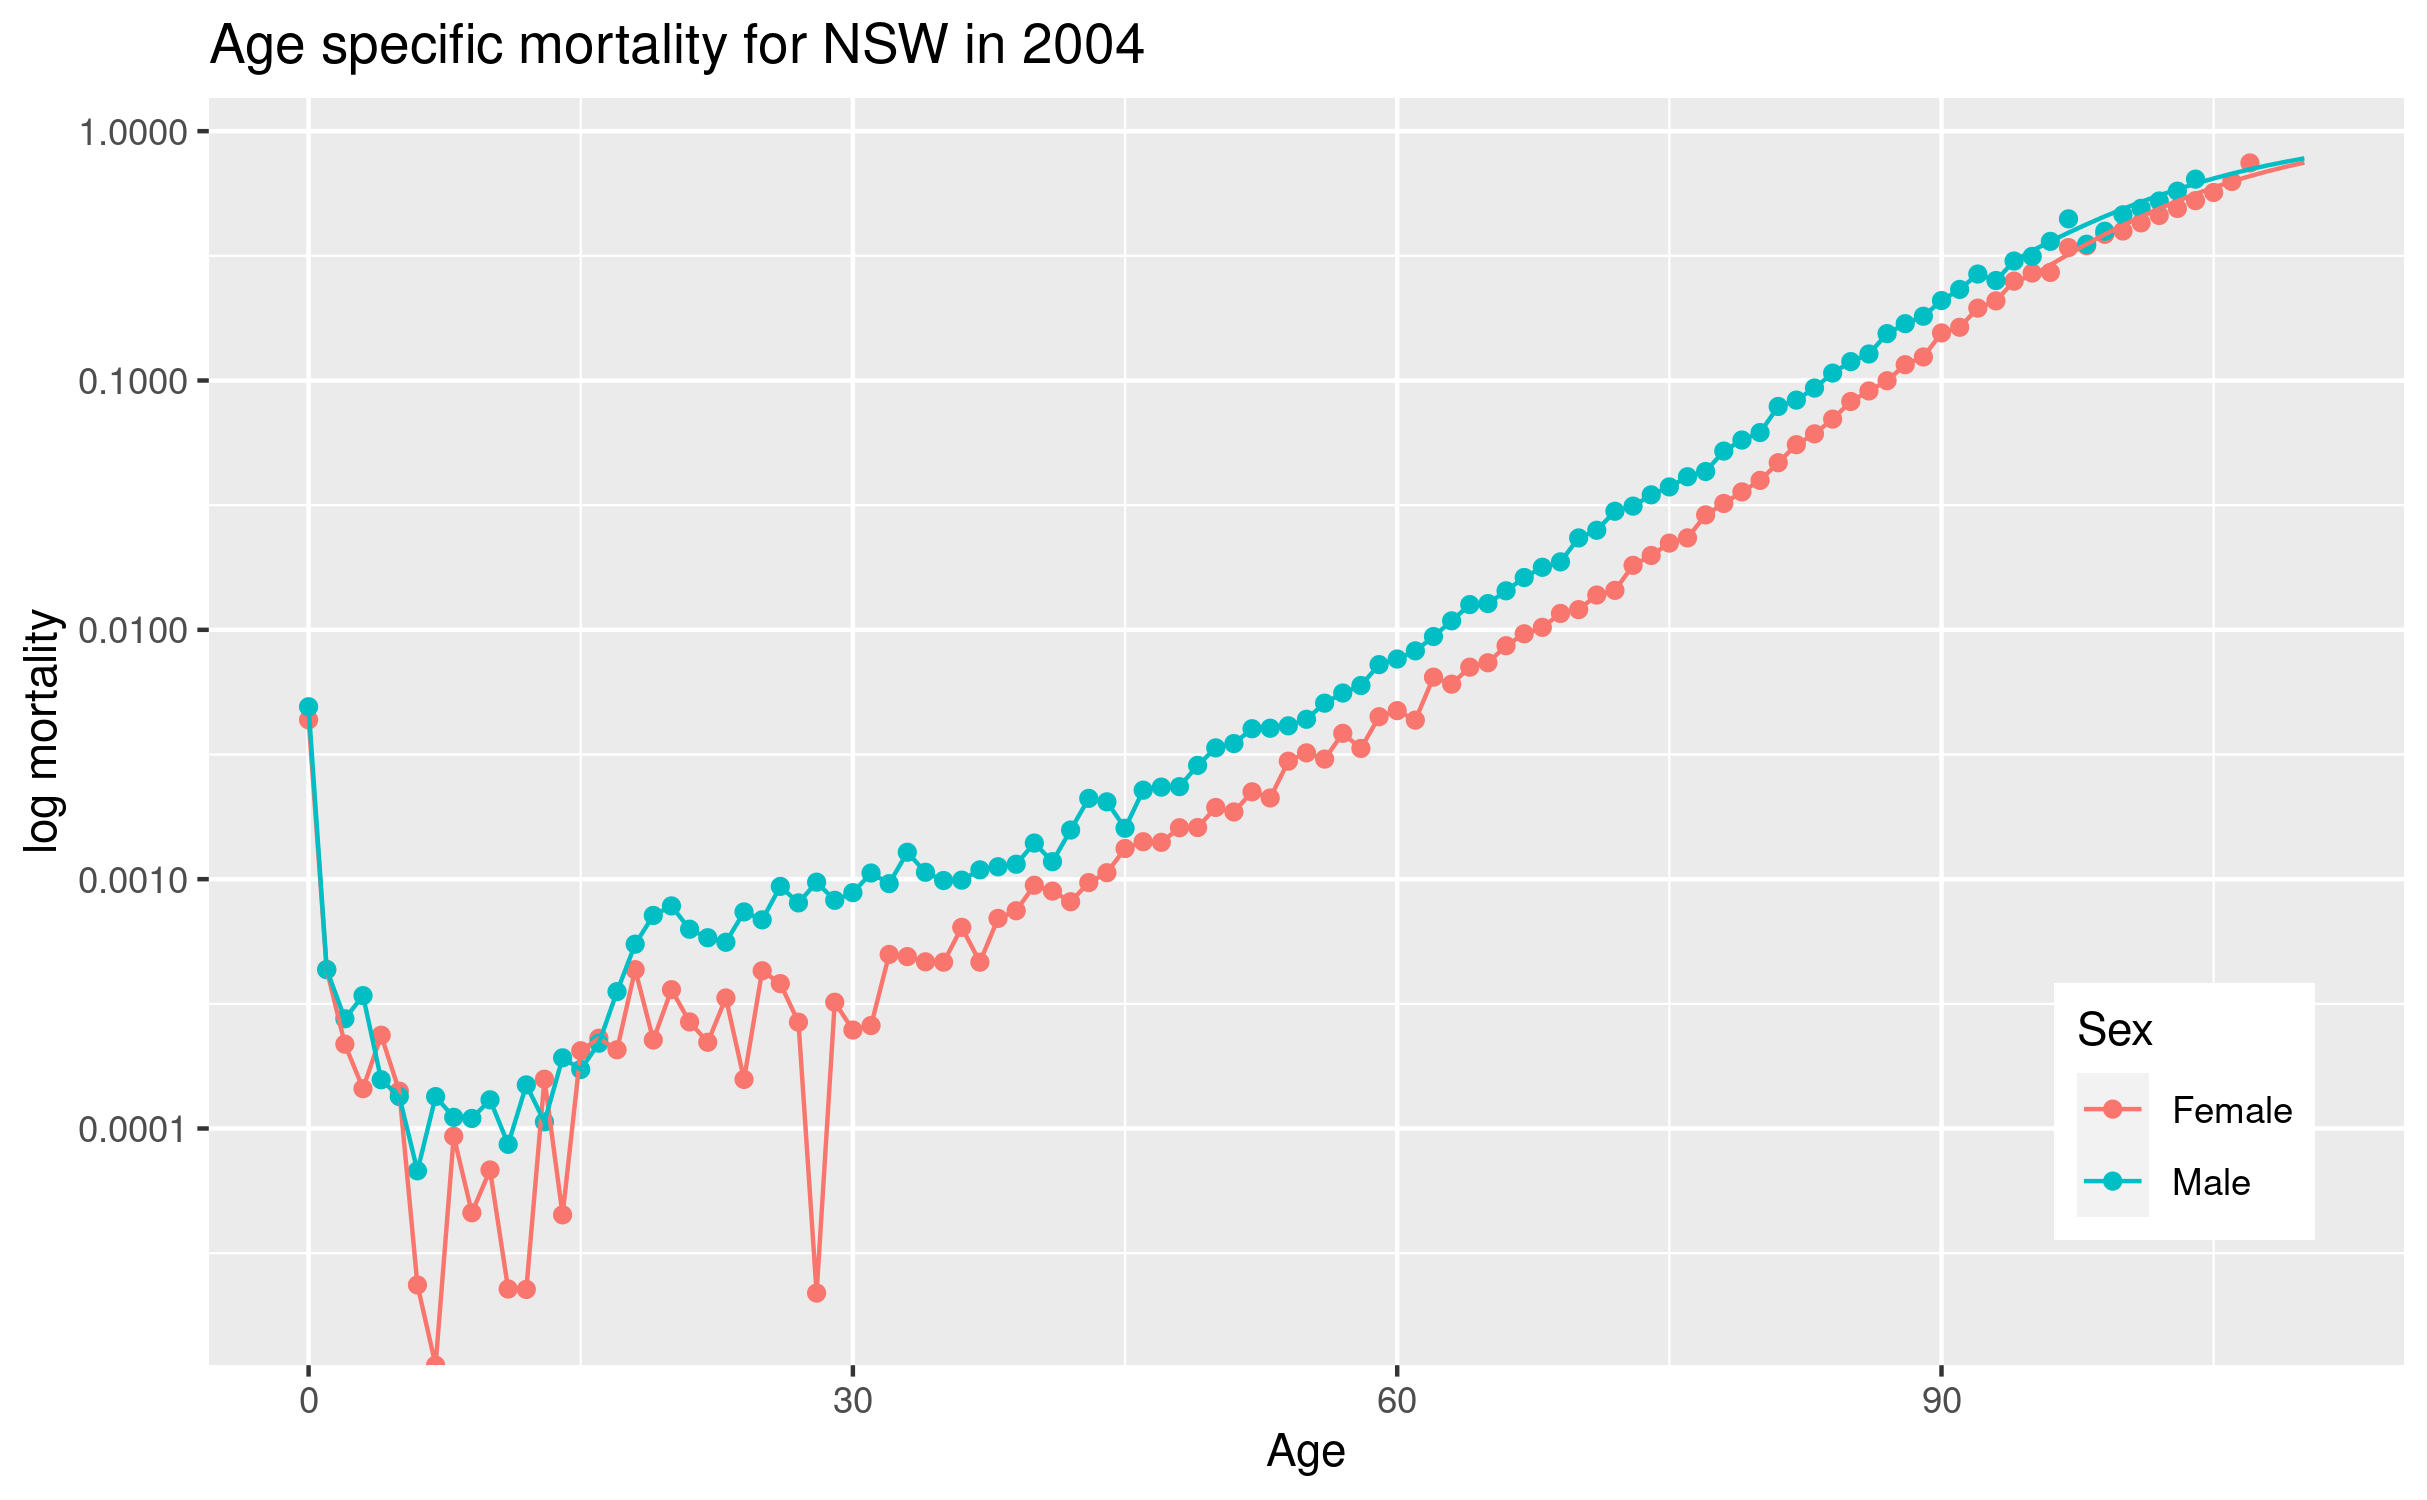 Age specific mortality for NSW in 2004
1.0000
0.1000
0.0100
0.0010
0.0001
log mortality
0
30
60
90
Age
Sex
Female
Male